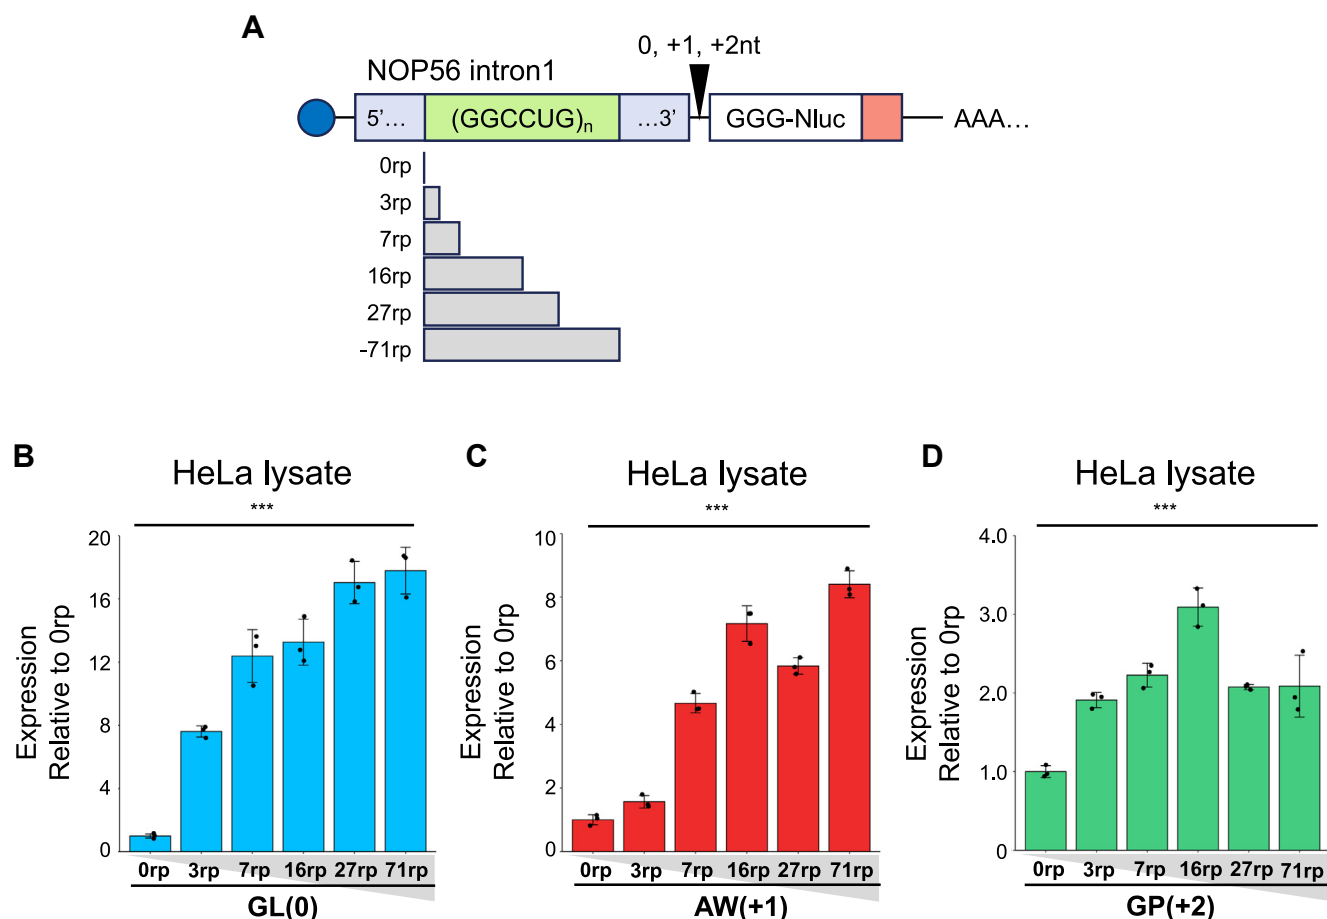 A
0, +1, +2nt
NOP56 intron1
5’... (GGCCUG)n ...3’ GGG-Nluc AAA...
0rp
3rp
7rp
16rp
27rp
-71rp
B
HeLa lysate
***
Expression
Relative to 0rp
20
16
12
8
4
0
0rp 3rp 7rp 16rp 27rp 71rp
GL(0)
C
HeLa lysate
***
Expression
Relative to 0rp
10
8
6
4
2
0
0rp 3rp 7rp 16rp 27rp 71rp
AW(+1)
D
HeLa lysate
***
Expression
Relative to 0rp
4.0
3.0
2.0
1.0
0
0rp 3rp 7rp 16rp 27rp 71rp
GP(+2)